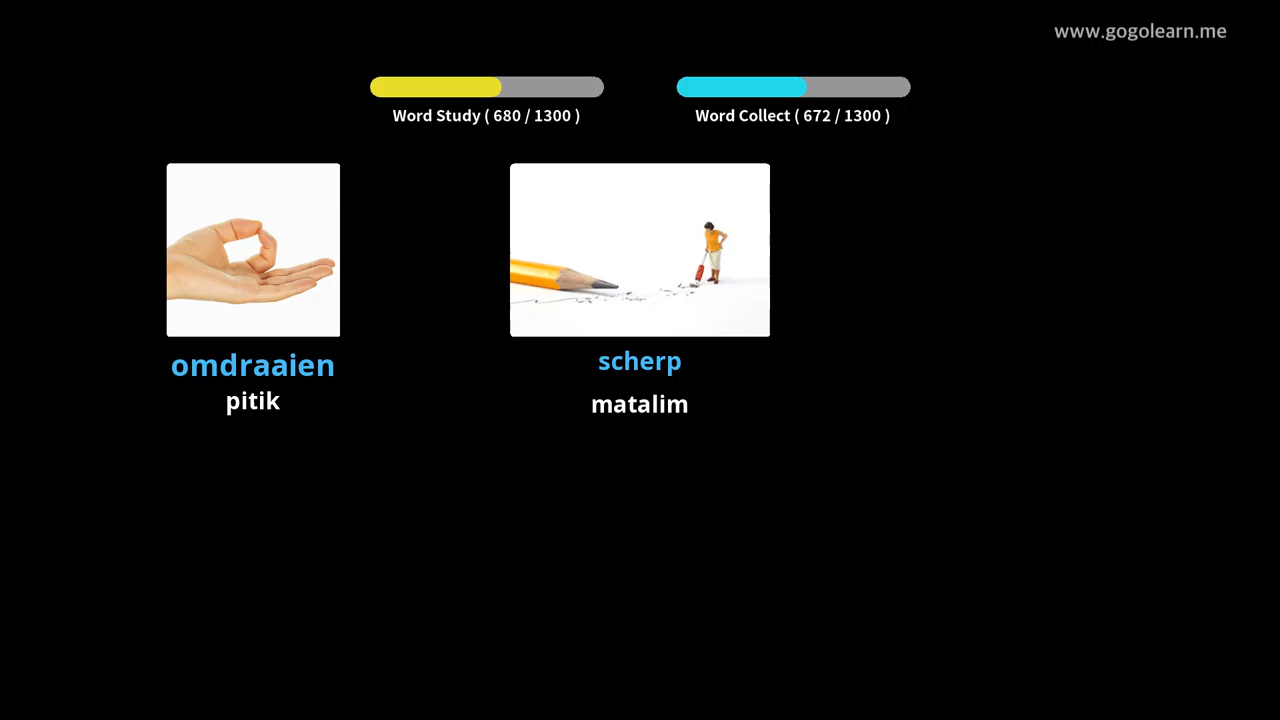 www.gogolearn.me
Word Study ( 680 / 1300 )
Word Collect ( 672 / 1300 )
omdraaien
pitik
scherp
matalim